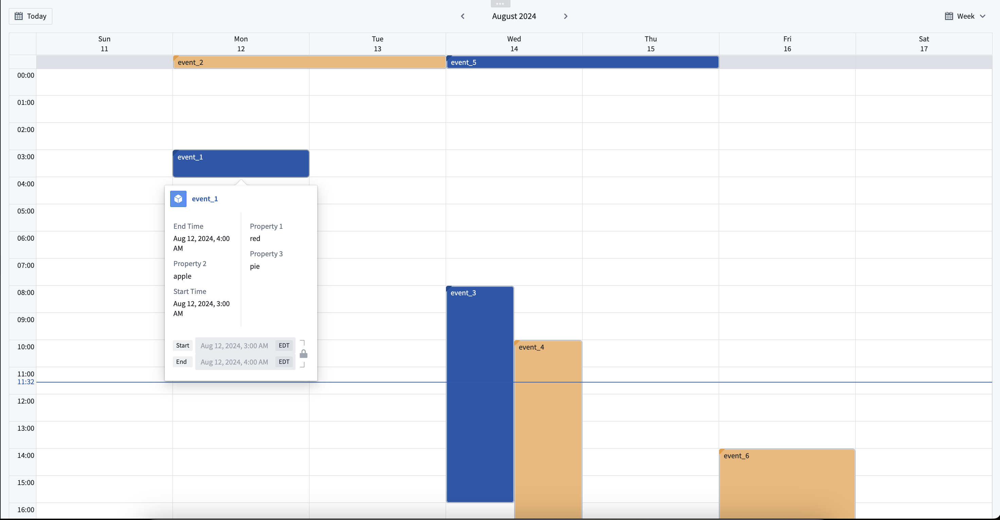 Today
August 2024
Week
Sun
11
Mon
12
Tue
13
Wed
14
Thu
15
Fri
16
Sat
17
event_2
event_5
00:00
01:00
02:00
03:00
event_1
04:00
event_1
05:00
End Time
Aug 12, 2024, 4:00
AM
Property 2
apple
Start Time
Aug 12, 2024, 3:00
AM
Property 1
red
Property 3
pie
Start Aug 12, 2024, 3:00 AM EDT
End Aug 12, 2024, 4:00 AM EDT
06:00
07:00
08:00
event_3
09:00
10:00
event_4
11:00
11:32
12:00
13:00
14:00
event_6
15:00
16:00